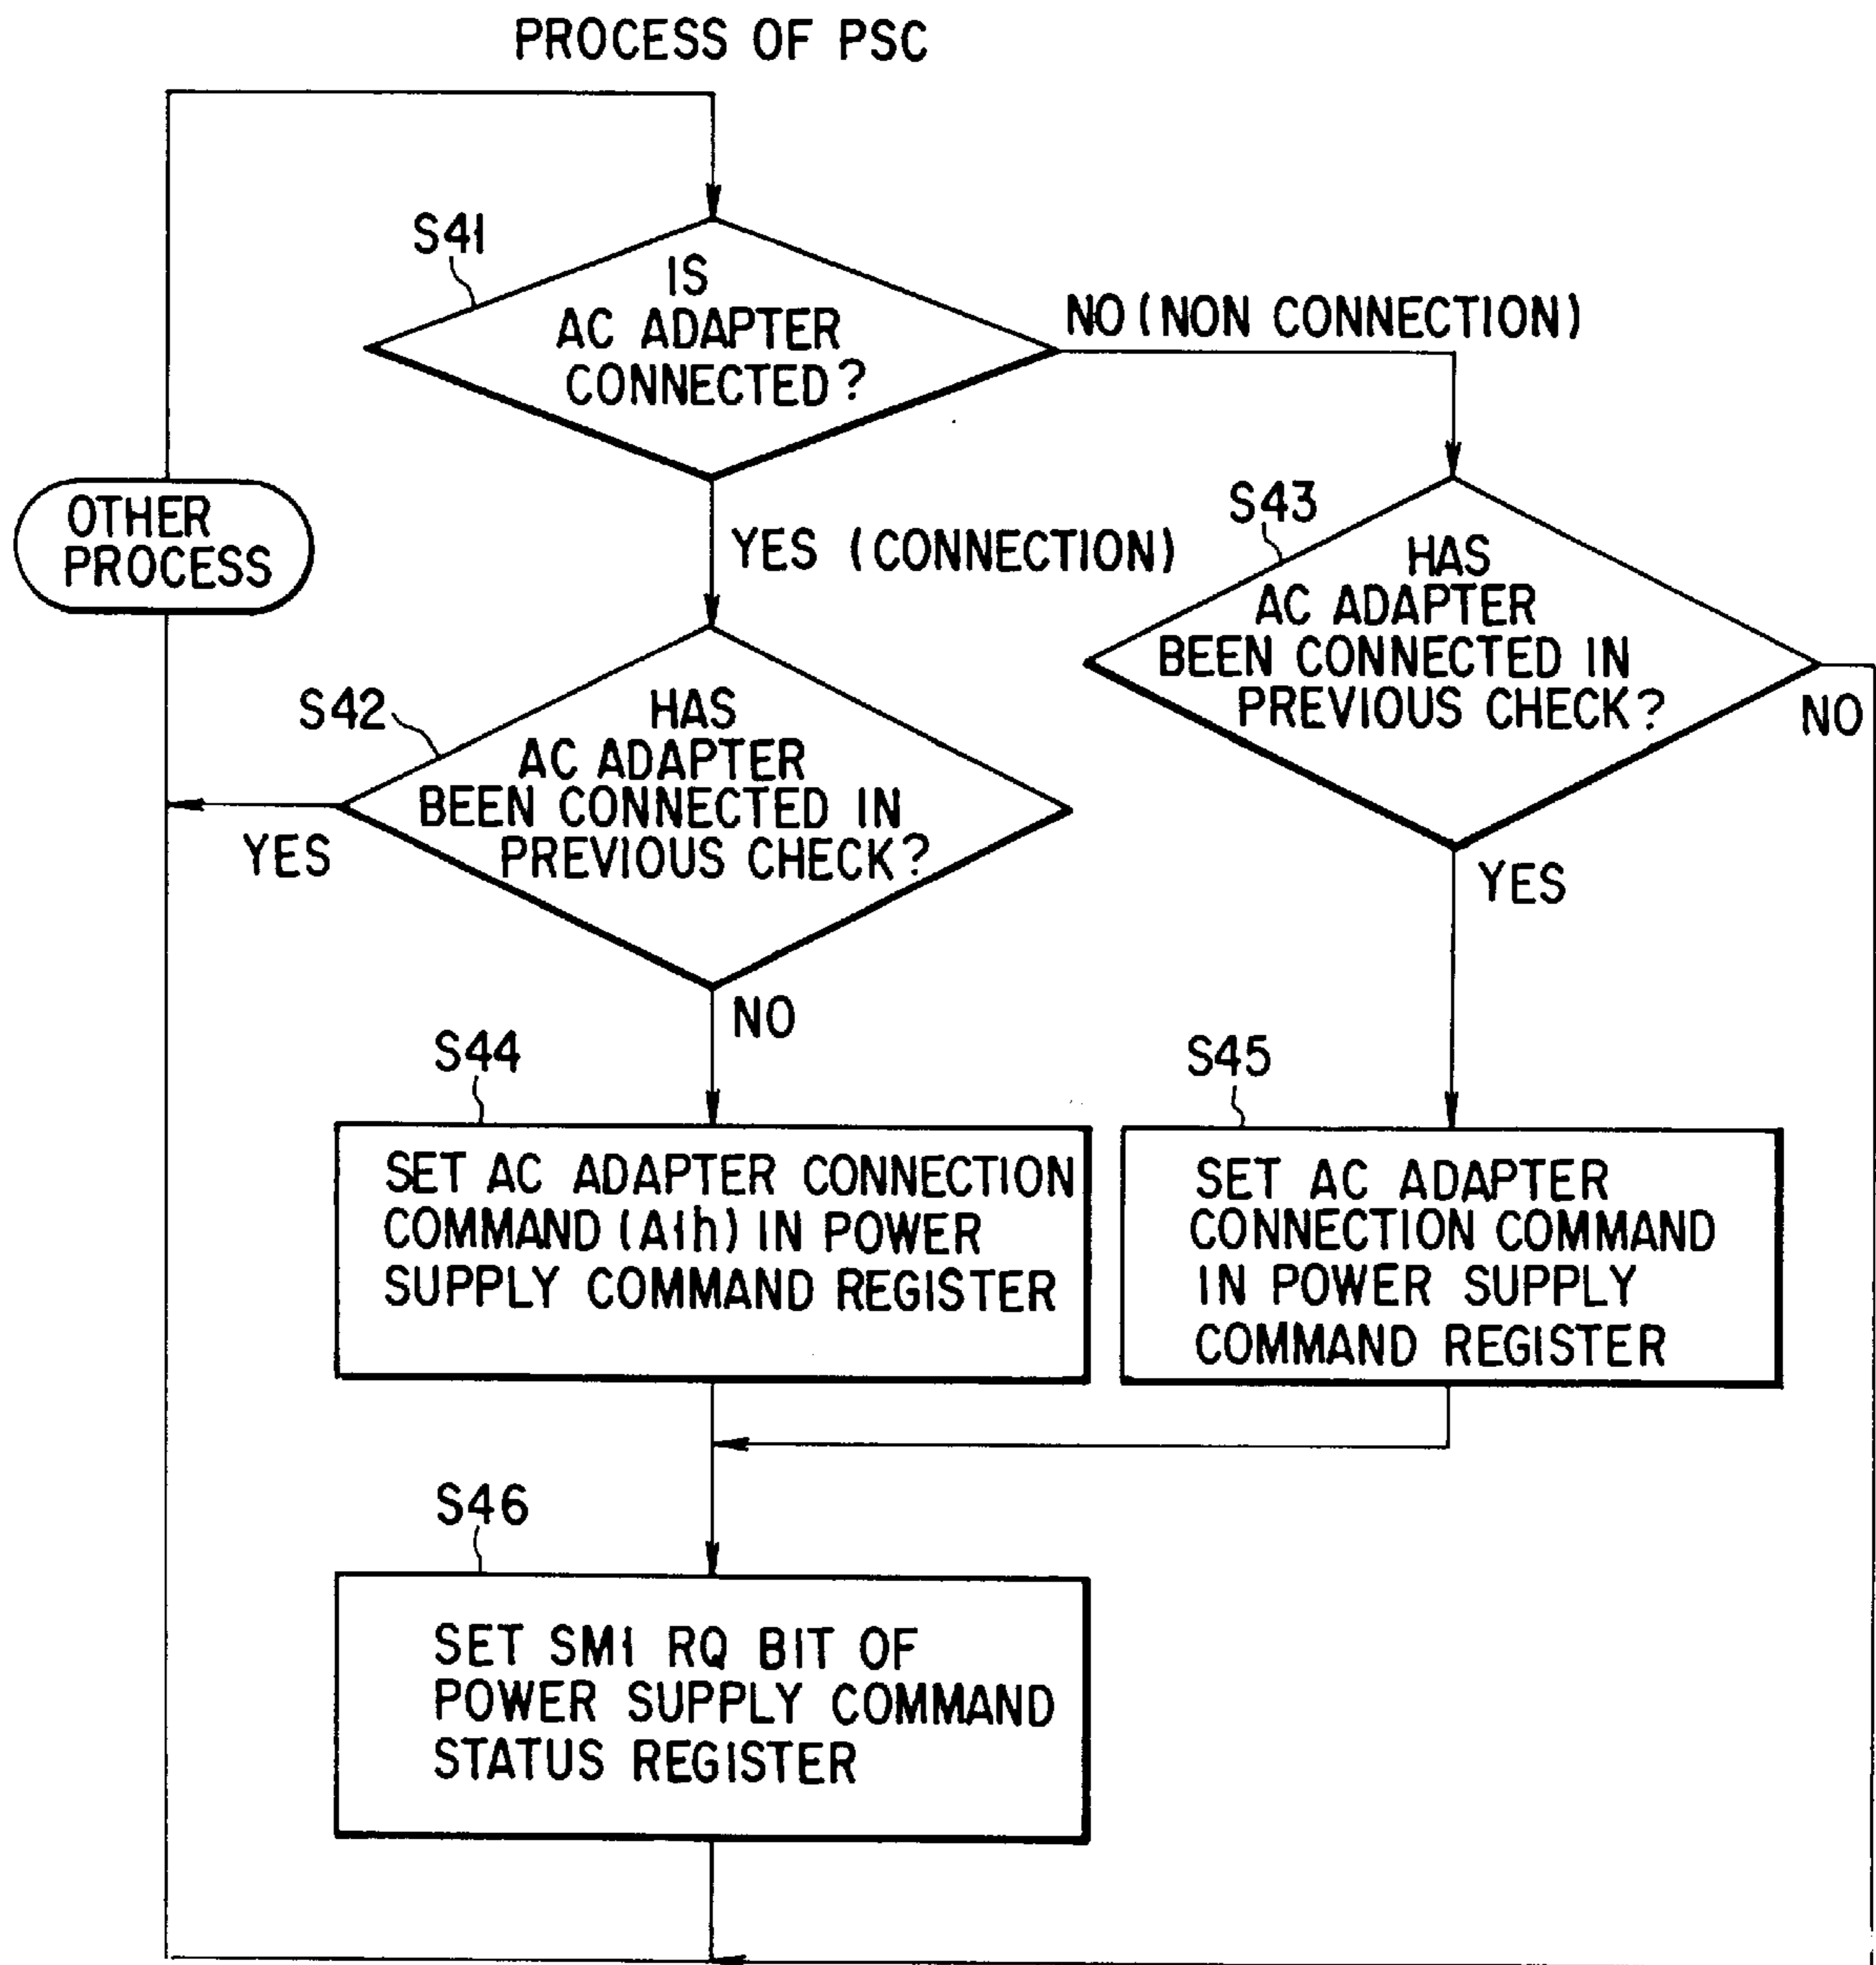 PROCESS OF PSC
S41
IS
AC ADAPTER
CONNECTED?
NO (NON CONNECTION)
OTHER
PROCESS
YES (CONNECTION)
S43
HAS
AC ADAPTER
BEEN CONNECTED IN
PREVIOUS CHECK?
NO
YES
S42
HAS
AC ADAPTER
BEEN CONNECTED IN
PREVIOUS CHECK?
YES
NO
S44
SET AC ADAPTER CONNECTION
COMMAND (A1h) IN POWER
SUPPLY COMMAND REGISTER
S45
SET AC ADAPTER
CONNECTION COMMAND
IN POWER SUPPLY
COMMAND REGISTER
S46
SET SM1 RQ BIT OF
POWER SUPPLY COMMAND
STATUS REGISTER